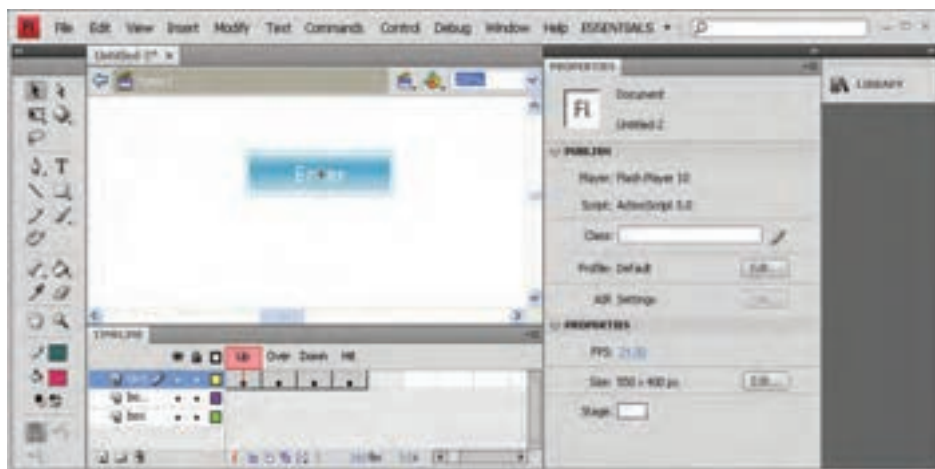 FL File Edit View Insert Modify Text Commands Control Debug Window Help ESSENTIALS
Untitled-2*
PROPERTIES
LIBRARY
FL
Document
Untitled-2
Enter
PUBLISH
Player: Flash Player 10
Script: ActionScript 3.0
Class:
Profile: Default Edit...
AIR Settings
PROPERTIES
FPS: 24.00
Size: 550 x 400 px Edit...
Stage:
TIMELINE
Up Over Down Hit
box